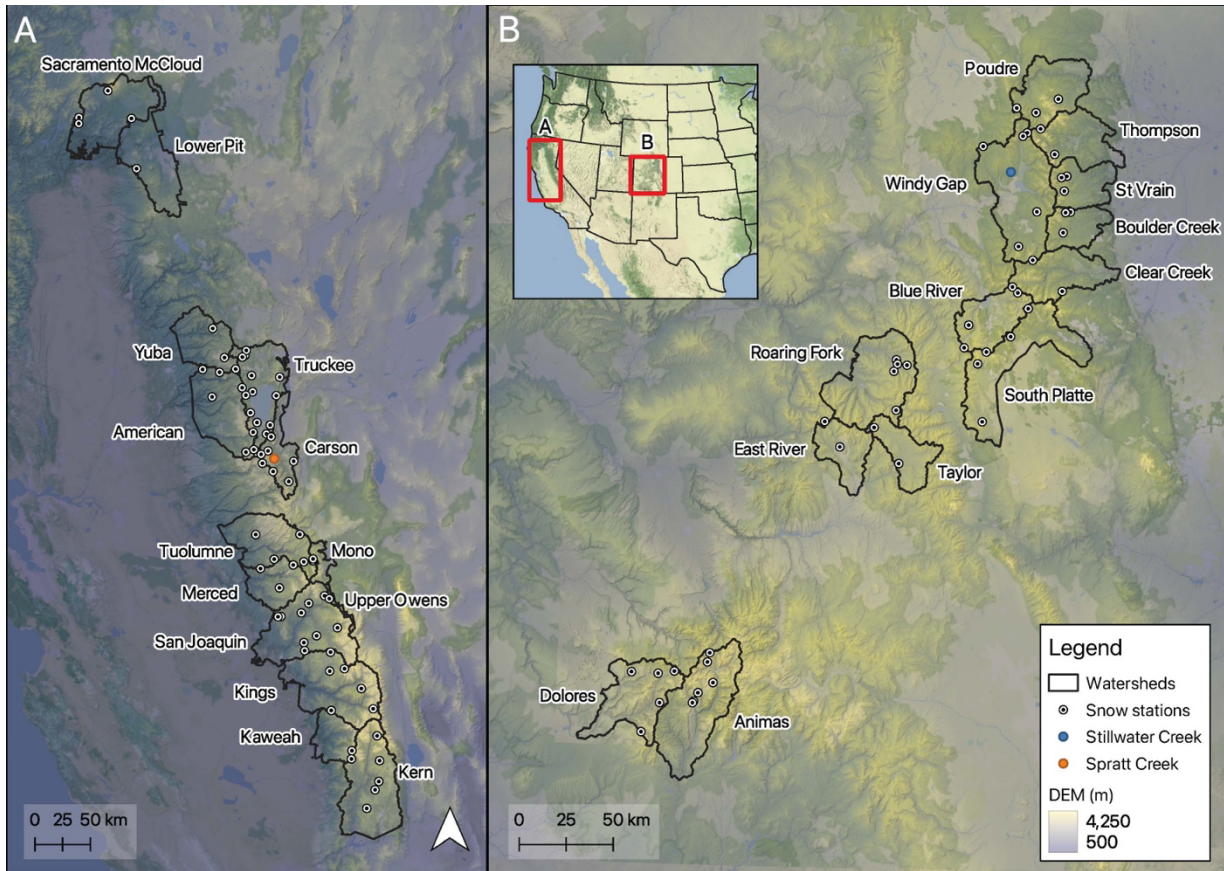 A
Sacramento McCloud
Lower Pit
Yuba
Truckee
American
Carson
Tuolumne
Mono
Merced
Upper Owens
San Joaquin
Kings
Kaweah
Kern
0 25 50 km
B
A
B
Poudre
Thompson
Windy Gap
St Vrain
Boulder Creek
Clear Creek
Blue River
Roaring Fork
South Platte
East River
Taylor
Dolores
Animas
0 25 50 km
Legend
Watersheds
Snow stations
Stillwater Creek
Spratt Creek
DEM (m)
4,250
500